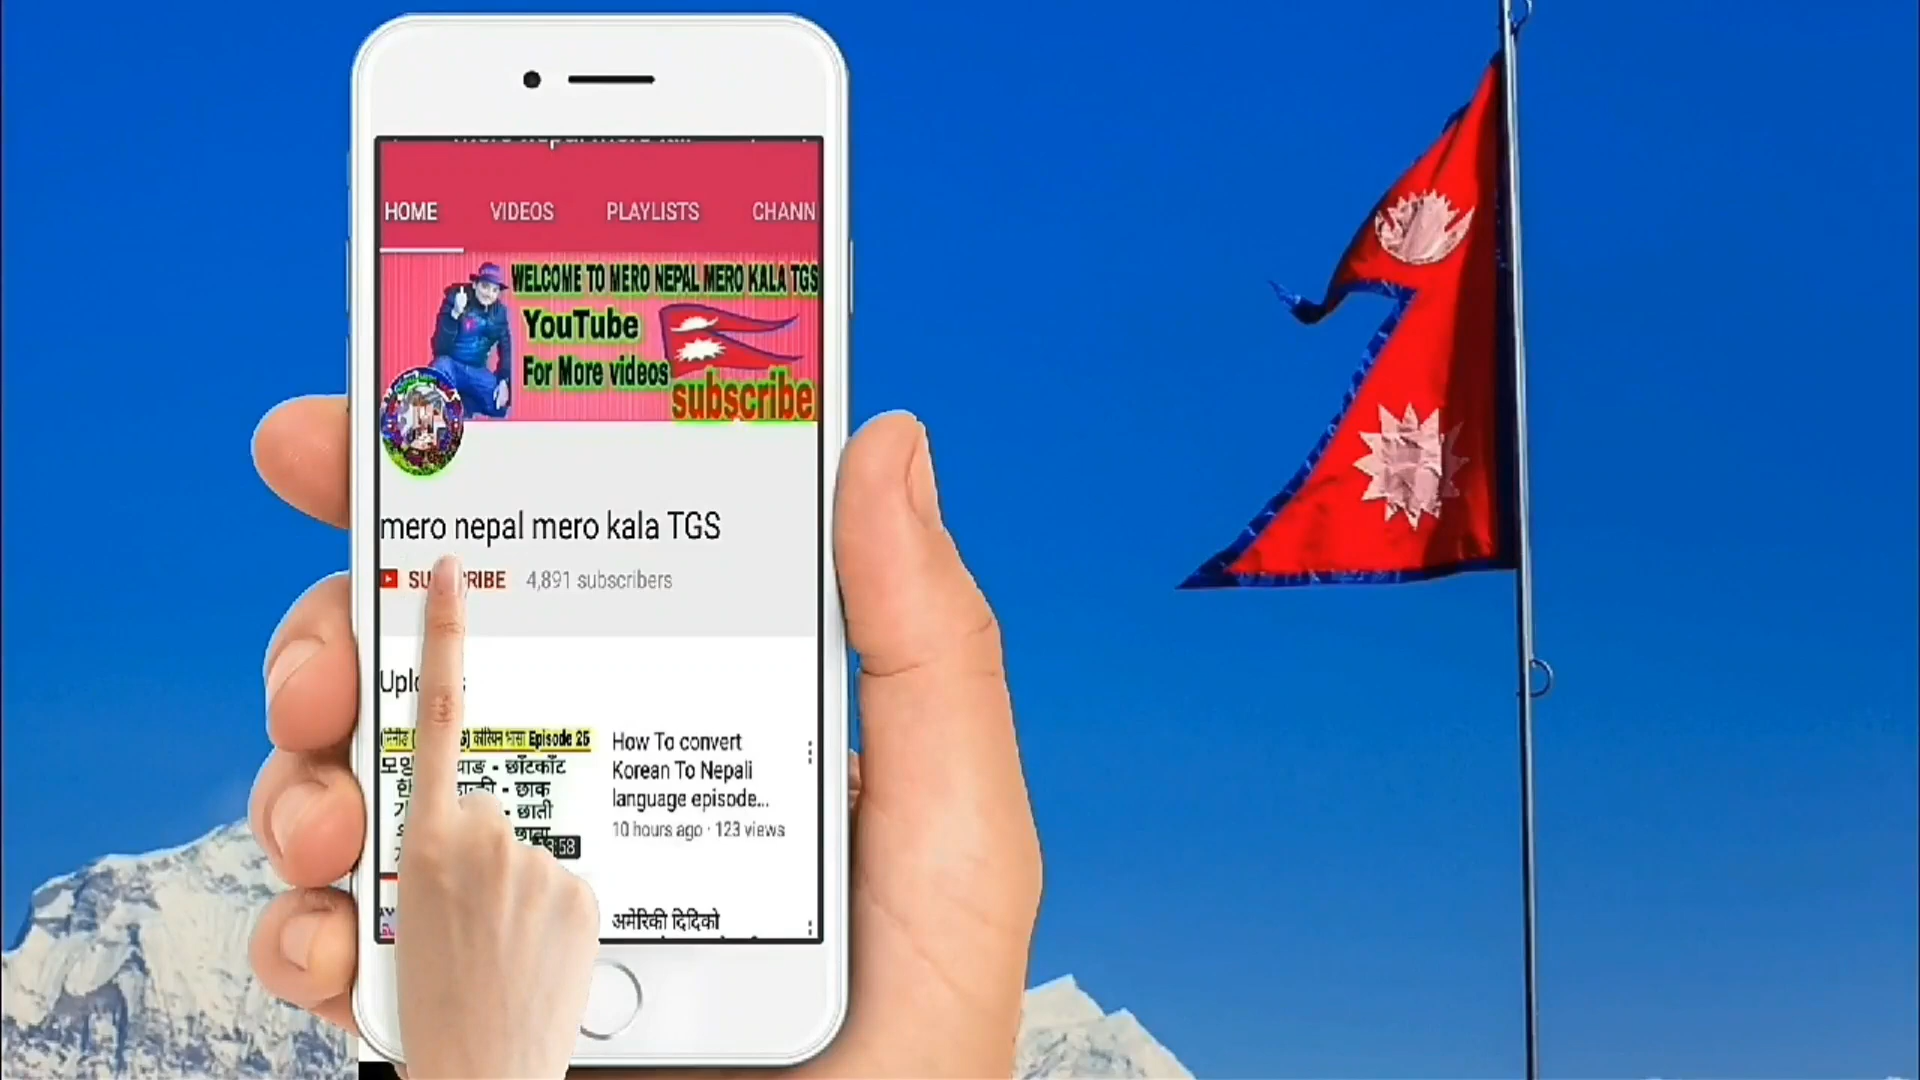 HOME VIDEOS PLAYLISTS CHANN
WELCOME TO MERO NEPAL MERO KALA TGS
YouTube
For More videos
subscribe
mero nepal mero kala TGS
4,891 subscribers
Episode 25
छाँटकाँट
- छाक
- छाती
How To convert
Korean To Nepali
language episode...
10 hours ago · 123 views
अमेरिकी दिदिको